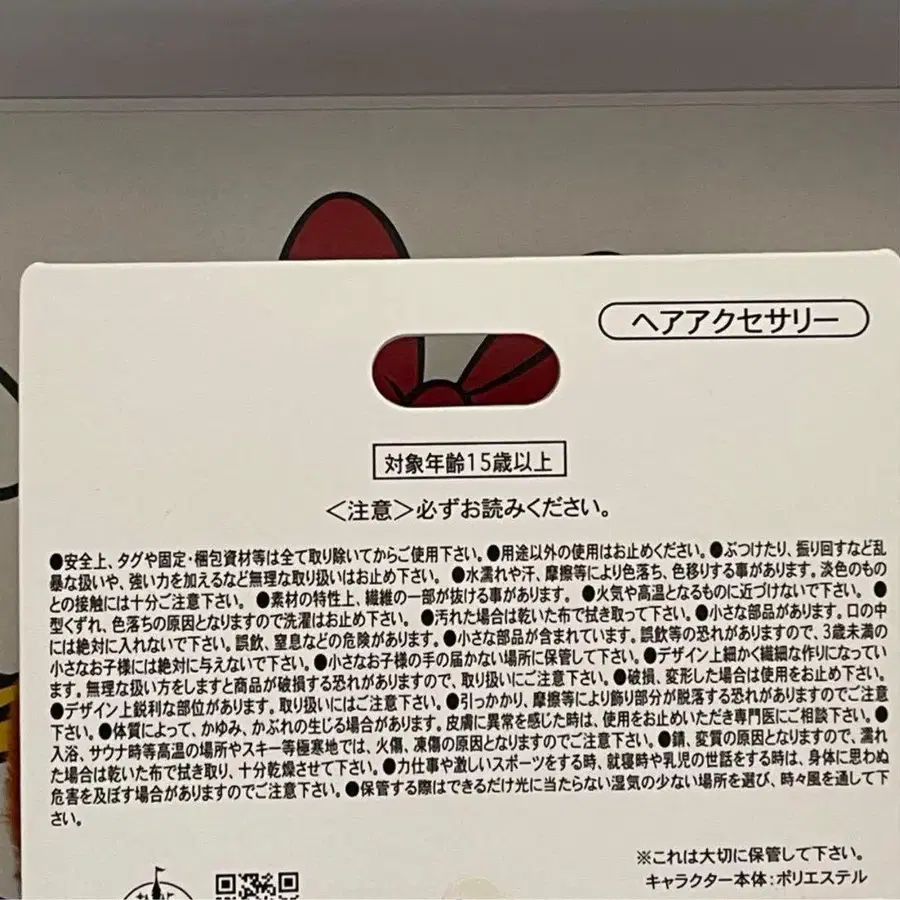 ヘアアクセサリー
対象年齢15歳以上
＜注意＞必ずお読みください。
●安全上、タグや固定・梱包資材等は全て取り除いてからご使用下さい。●用途以外の使用はお止めください。●ぶつけたり、振り回すなど乱
暴な扱いや、強い力を加えるなど無理な取り扱いはお止め下さい。 ●水濡れや汗、摩擦等により色落ち、色移りする事があります。淡色のもの
との接触には十分ご注意下さい。 ●素材の特性上、繊維の一部が抜ける事があります。 ●火気や高温となるものに近づけないで下さい。 ●
型くずれ、色落ちの原因となりますので洗濯はお止め下さい。 ●汚れた場合は乾いた布で拭き取って下さい。●小さな部品があります。口の中
には絶対に入れないで下さい。誤飲、窒息などの危険があります。●小さな部品が含まれています。誤飲等の恐れがありますので、3歳未満の
小さなお子様には絶対に与えないで下さい。●小さなお子様の手の届かない場所に保管して下さい。●デザイン上細かく繊細な作りになってい
ます。無理な扱い方をしますと商品が破損する恐れがありますので、取り扱いにご注意下さい。●破損、変形した場合は使用をお止め下さい。
●デザイン上鋭利な部位があります。取り扱いにはご注意下さい。●引っかかり、摩擦等により飾り部分が脱落する恐れがありますのでご注意
下さい。●体質によって、かゆみ、かぶれの生じる場合があります。皮膚に異常を感じた時は、使用をお止めいただき専門医にご相談下さい。●
入浴、サウナ時等高温の場所やスキー等極寒地では、火傷、凍傷の原因となりますのでご注意下さい。●錆、変質の原因となりますので、濡れ
た場合は乾いた布で拭き取り、十分乾燥させて下さい。●力仕事や激しいスポーツをする時、就寝時や乳児の世話をする時は、身体に思わぬ
危害を及ぼす場合がありますのでご注意下さい。●保管する際はできるだけ光に当たらない湿気の少ない場所を選び、時々風を通して下
さい。
※これは大切に保管して下さい。
キャラクター本体：ポリエステル